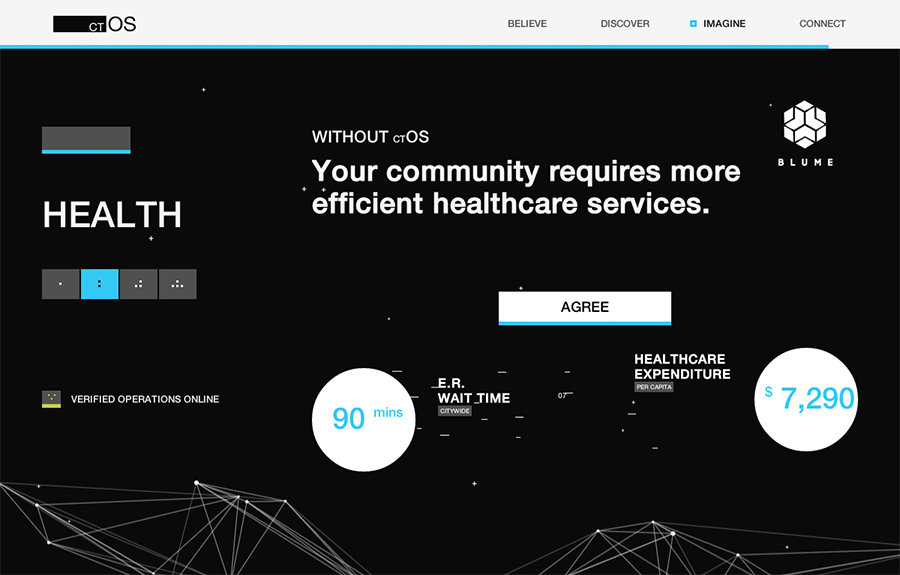 CTOS
BELIEVE
DISCOVER
IMAGINE
CONNECT
WITHOUT CTOS
Your community requires more
efficient healthcare services.
BLUME
HEALTH
AGREE
VERIFIED OPERATIONS ONLINE
90 mins
E.R.
WAIT TIME
CITYWIDE
07
HEALTHCARE
EXPENDITURE
PER CAPITA
$ 7,290